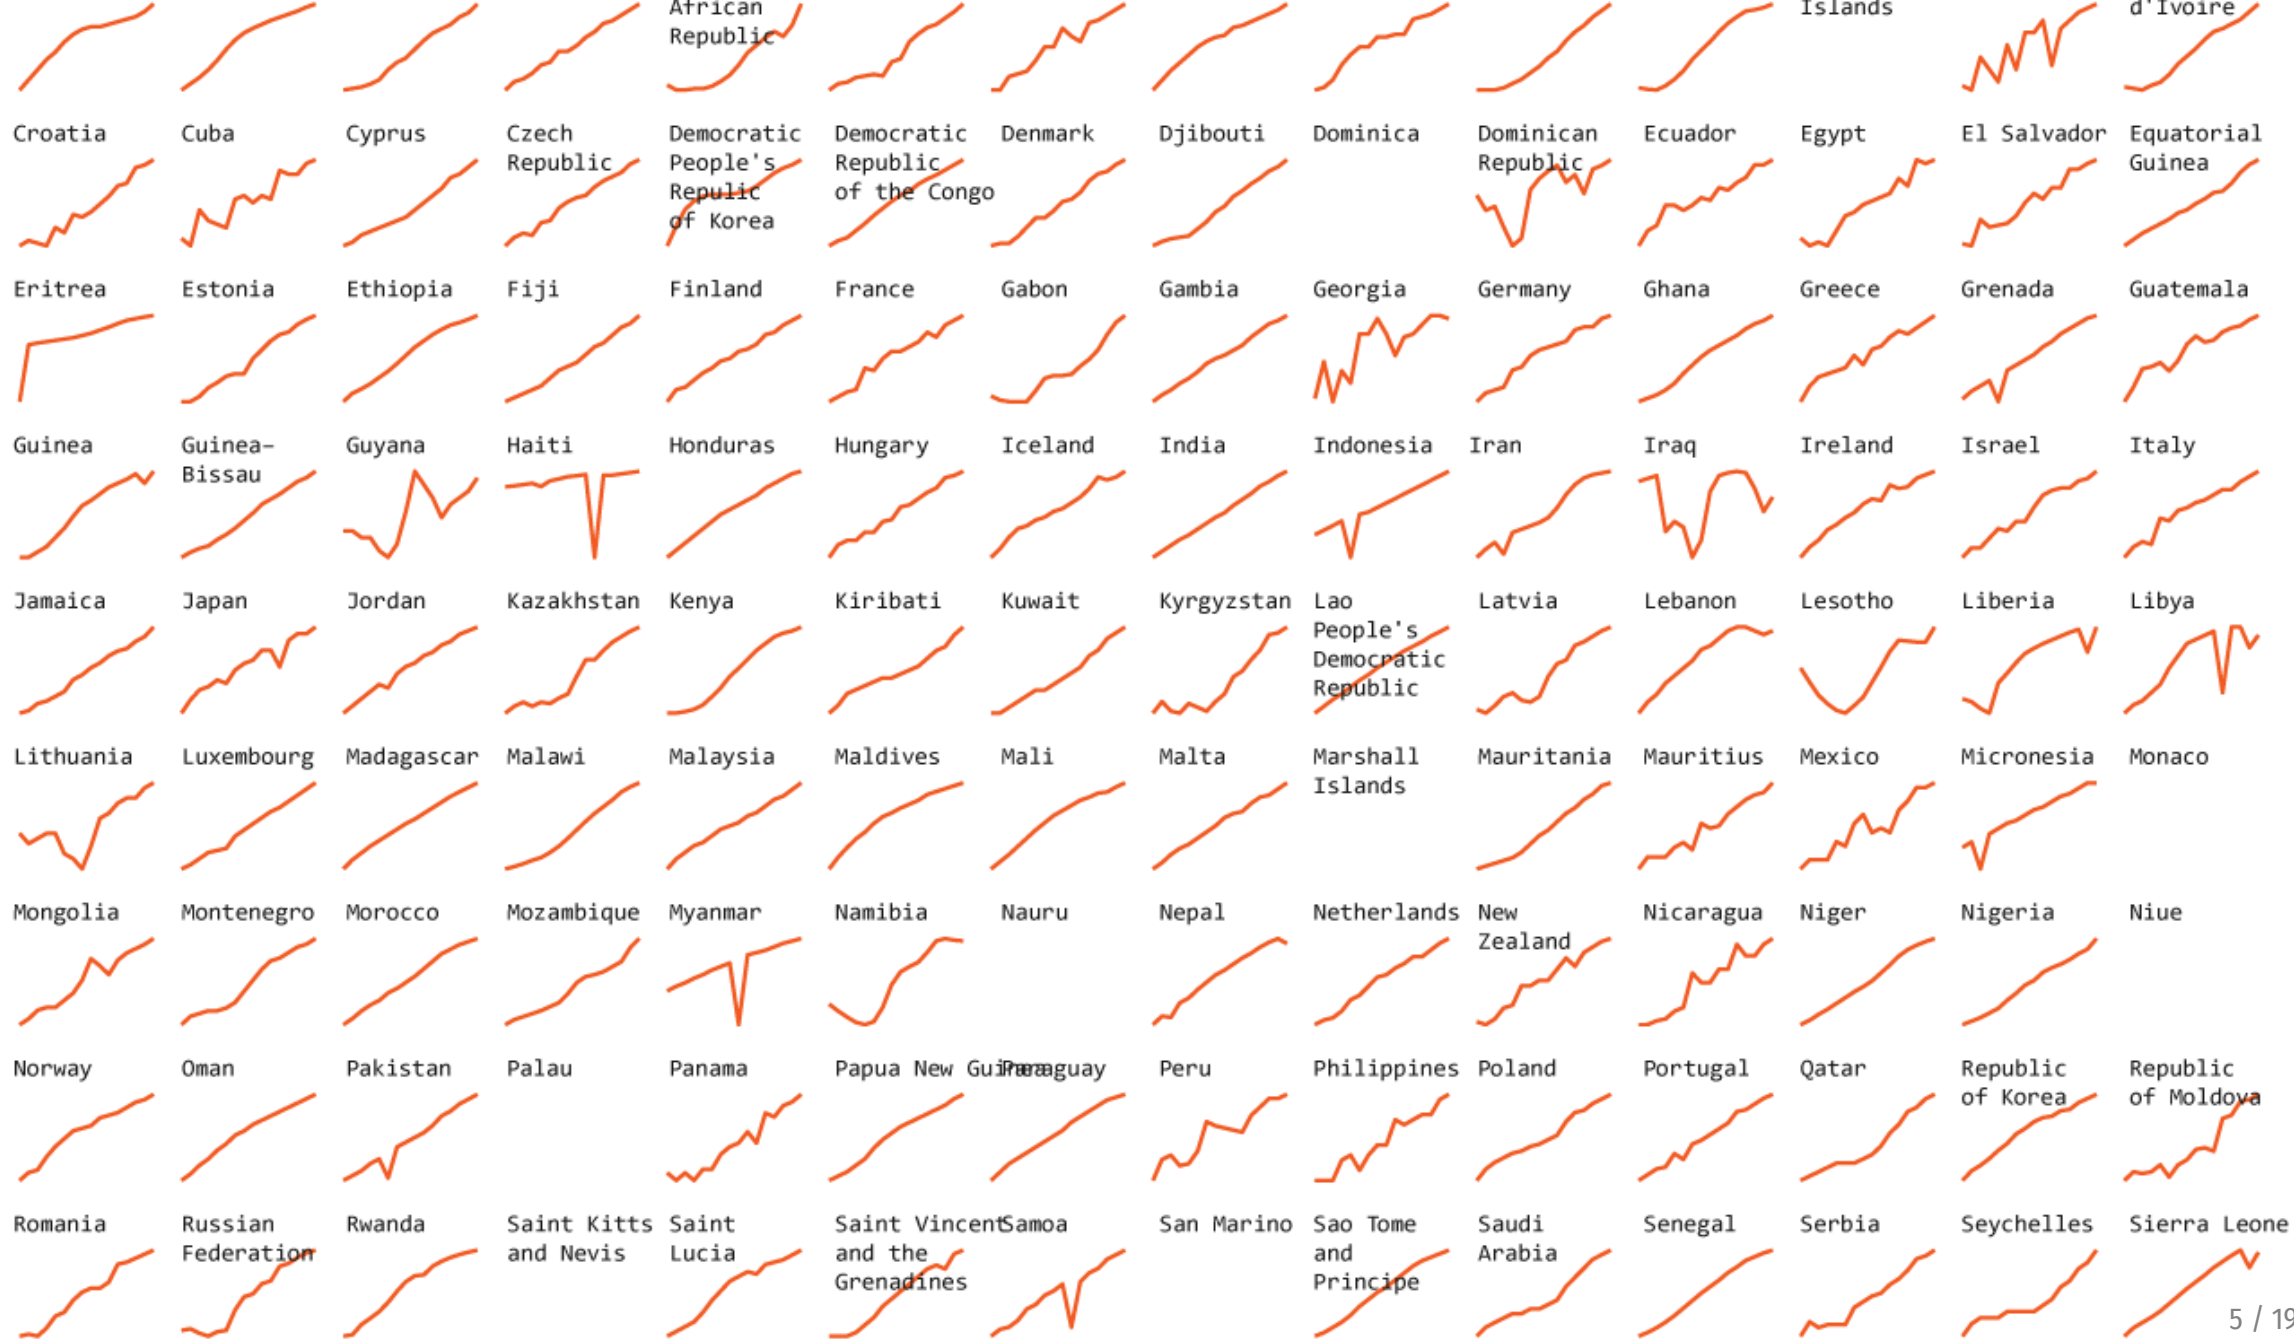 African
Republic
Islands
d'Ivoire
Croatia
Cuba
Cyprus
Czech
Republic
Democratic
People's
Repulic
of Korea
Democratic
Republic
of the Congo
Denmark
Djibouti
Dominica
Dominican
Republic
Ecuador
Egypt
El Salvador
Equatorial
Guinea
Eritrea
Estonia
Ethiopia
Fiji
Finland
France
Gabon
Gambia
Georgia
Germany
Ghana
Greece
Grenada
Guatemala
Guinea
Guinea–
Bissau
Guyana
Haiti
Honduras
Hungary
Iceland
India
Indonesia
Iran
Iraq
Ireland
Israel
Italy
Jamaica
Japan
Jordan
Kazakhstan
Kenya
Kiribati
Kuwait
Kyrgyzstan
Lao
People's
Democratic
Republic
Latvia
Lebanon
Lesotho
Liberia
Libya
Lithuania
Luxembourg
Madagascar
Malawi
Malaysia
Maldives
Mali
Malta
Marshall
Islands
Mauritania
Mauritius
Mexico
Micronesia
Monaco
Mongolia
Montenegro
Morocco
Mozambique
Myanmar
Namibia
Nauru
Nepal
Netherlands
New
Zealand
Nicaragua
Niger
Nigeria
Niue
Norway
Oman
Pakistan
Palau
Panama
Papua New Guinea
Paraguay
Peru
Philippines
Poland
Portugal
Qatar
Republic
of Korea
Republic
of Moldova
Romania
Russian
Federation
Rwanda
Saint Kitts
and Nevis
Saint
Lucia
Saint Vincent
and the
Grenadines
Samoa
San Marino
Sao Tome
and
Principe
Saudi
Arabia
Senegal
Serbia
Seychelles
Sierra Leone
5 / 19